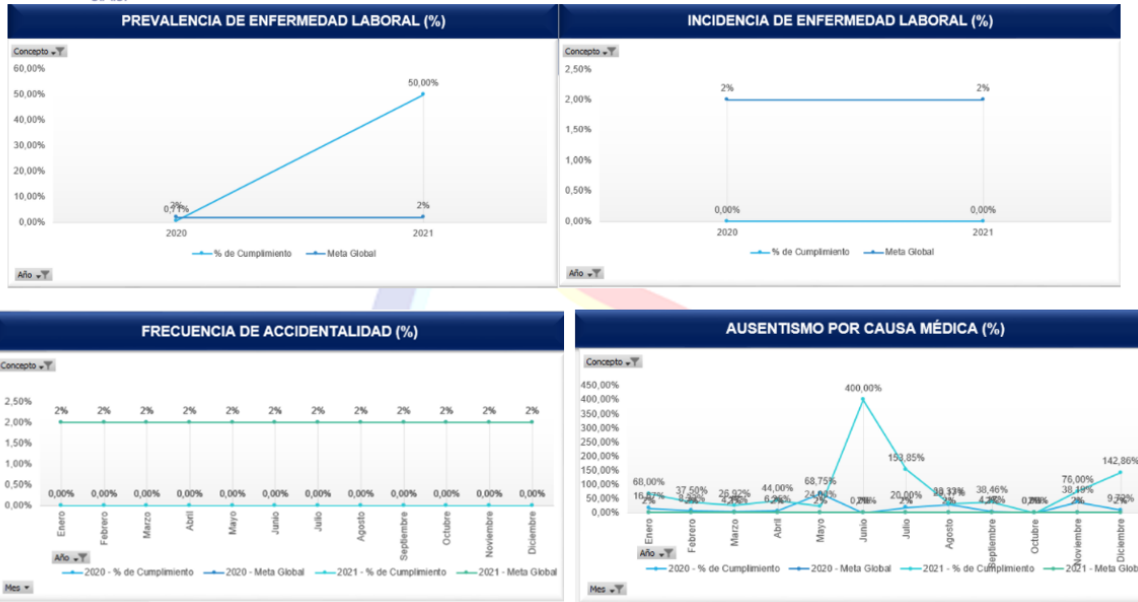 PREVALENCIA DE ENFERMEDAD LABORAL (%)
Concepto
60,00%
50,00%
40,00%
30,00%
20,00%
10,00%
0,00%
2%
50,00%
2%
2020
2021
% de Cumplimiento
Meta Global
Año
INCIDENCIA DE ENFERMEDAD LABORAL (%)
Concepto
2,50%
2,00%
1,50%
1,00%
0,50%
0,00%
2%
2%
0,00%
0,00%
2020
2021
% de Cumplimiento
Meta Global
Año
FRECUENCIA DE ACCIDENTALIDAD (%)
Concepto
2,50%
2,00%
1,50%
1,00%
0,50%
0,00%
2% 2% 2% 2% 2% 2% 2% 2% 2% 2% 2% 2%
0,00% 0,00% 0,00% 0,00% 0,00% 0,00% 0,00% 0,00% 0,00% 0,00% 0,00% 0,00%
Enero
Febrero
Marzo
Abril
Mayo
Junio
Julio
Agosto
Septiembre
Octubre
Noviembre
Diciembre
Año
2020 - % de Cumplimiento
2020 - Meta Global
2021 - % de Cumplimiento
2021 - Meta Global
Mes
AUSENTISMO POR CAUSA MÉDICA (%)
Concepto
450,00%
400,00%
350,00%
300,00%
250,00%
200,00%
150,00%
100,00%
50,00%
0,00%
400,00%
153,85%
142,86%
68,00%
37,50%
44,00%
68,75%
20,00%
38,46%
76,00%
Enero
Febrero
Marzo
Abril
Mayo
Junio
Julio
Agosto
Septiembre
Octubre
Noviembre
Diciembre
Año
2020 - % de Cumplimiento
2020 - Meta Global
2021 - % de Cumplimiento
2021 - Meta Global
Mes